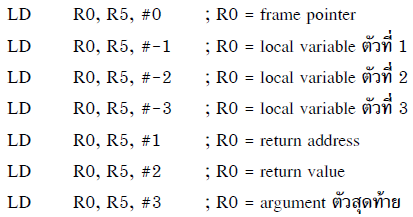 LD R0, R5, #0 ; R0 = frame pointer
LD R0, R5, #-1 ; R0 = local variable ตัวที่ 1
LD R0, R5, #-2 ; R0 = local variable ตัวที่ 2
LD R0, R5, #-3 ; R0 = local variable ตัวที่ 3
LD R0, R5, #1 ; R0 = return address
LD R0, R5, #2 ; R0 = return value
LD R0, R5, #3 ; R0 = argument ตัวสุดท้าย